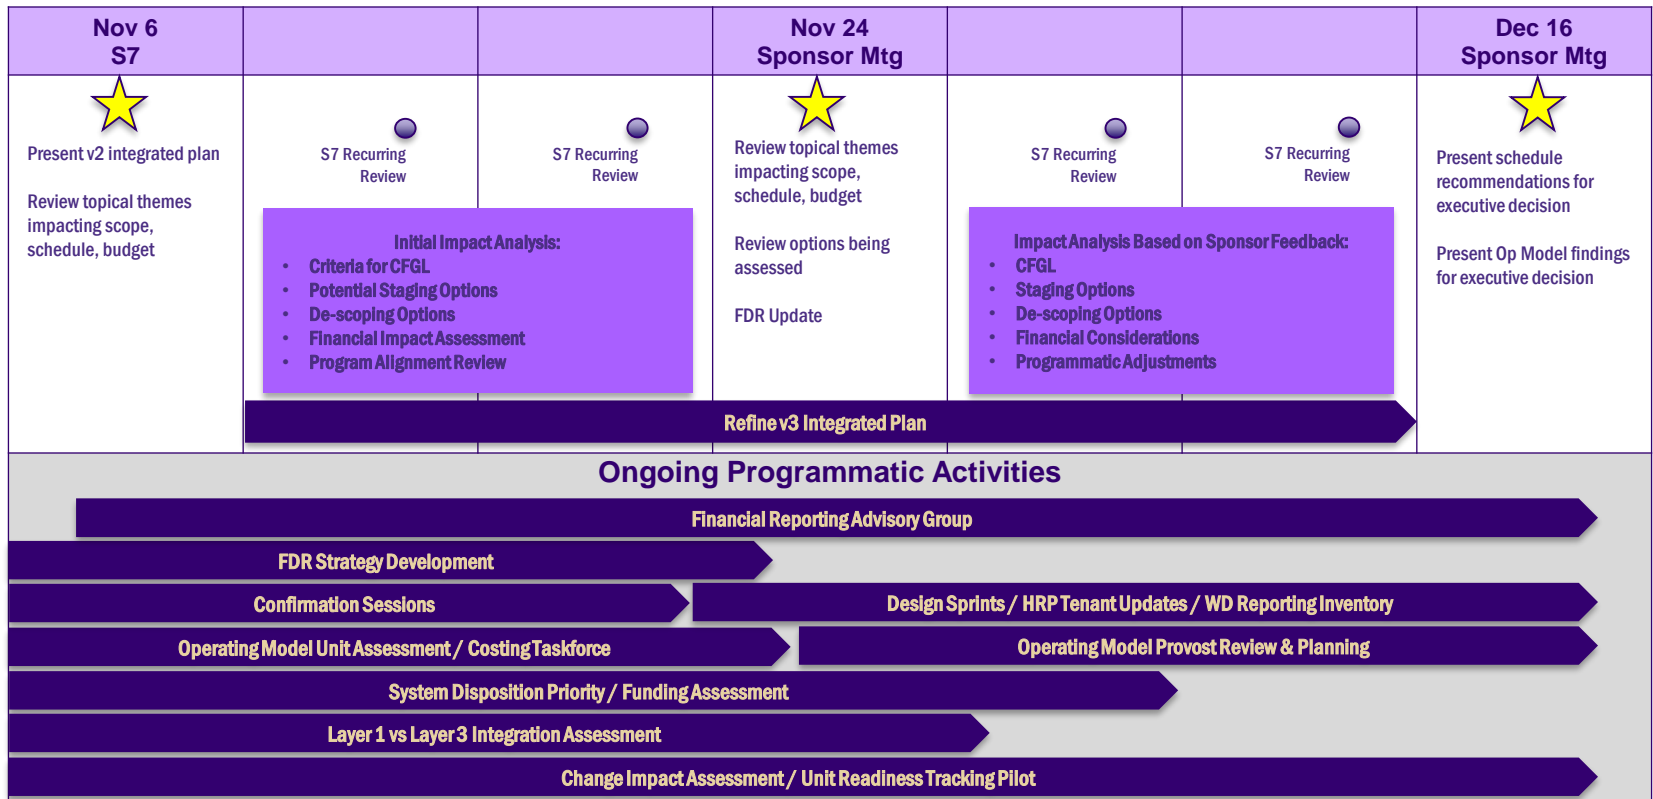 Nov 6
S7
Nov 24
Sponsor Mtg
Dec 16
Sponsor Mtg
Present v2 integrated plan
Review topical themes
impacting scope,
schedule, budget
S7 Recurring
Review
S7 Recurring
Review
Initial Impact Analysis:
• Criteria for CFGL
• Potential Staging Options
• De-scoping Options
• Financial Impact Assessment
• Program Alignment Review
Review topical themes
impacting scope,
schedule, budget
Review options being
assessed
FDR Update
S7 Recurring
Review
S7 Recurring
Review
Impact Analysis Based on Sponsor Feedback:
• CFGL
• Staging Options
• De-scoping Options
• Financial Considerations
• Programmatic Adjustments
Present schedule
recommendations for
executive decision
Present Op Model findings
for executive decision
Refine v3 Integrated Plan
Ongoing Programmatic Activities
Financial Reporting Advisory Group
FDR Strategy Development
Confirmation Sessions
Design Sprints / HRP Tenant Updates / WD Reporting Inventory
Operating Model Unit Assessment / Costing Taskforce
Operating Model Provost Review & Planning
System Disposition Priority / Funding Assessment
Layer 1 vs Layer 3 Integration Assessment
Change Impact Assessment / Unit Readiness Tracking Pilot